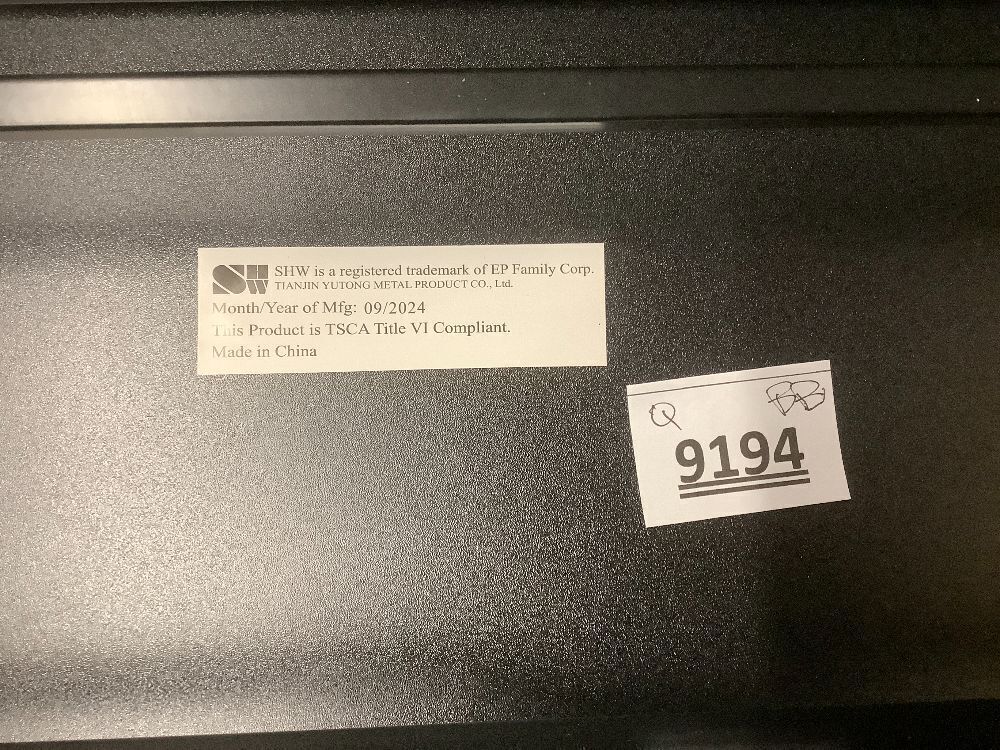 SHW
SHW is a registered trademark of EP Family Corp.
TIANJIN YUTONG METAL PRODUCT CO., Ltd.
Month/Year of Mfg: 09/2024
This Product is TSCA Title VI Compliant.
Made in China
Q
9194